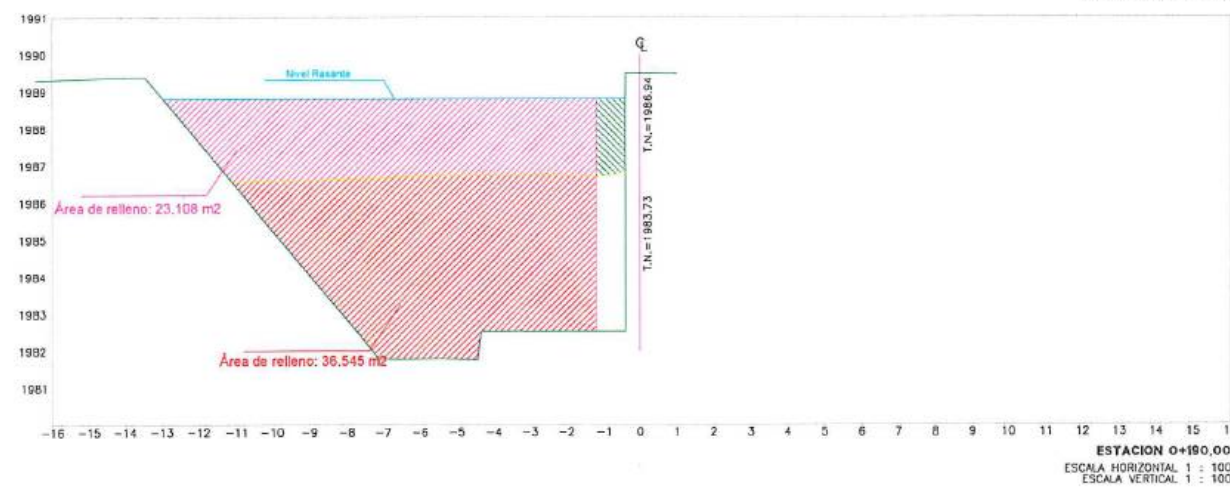 1991
1990
1989
1988
1987
1986
1985
1984
1983
1982
1981
Nivel Rasante
℄
T.N.=1986.94
T.N.=1983.73
Área de relleno: 23,108 m2
Área de relleno: 36,545 m2
-16 -15 -14 -13 -12 -11 -10 -9 -8 -7 -6 -5 -4 -3 -2 -1 0 1 2 3 4 5 6 7 8 9 10 11 12 13 14 15 1
ESTACION 0+190,00
ESCALA HORIZONTAL 1 : 100
ESCALA VERTICAL 1 : 100